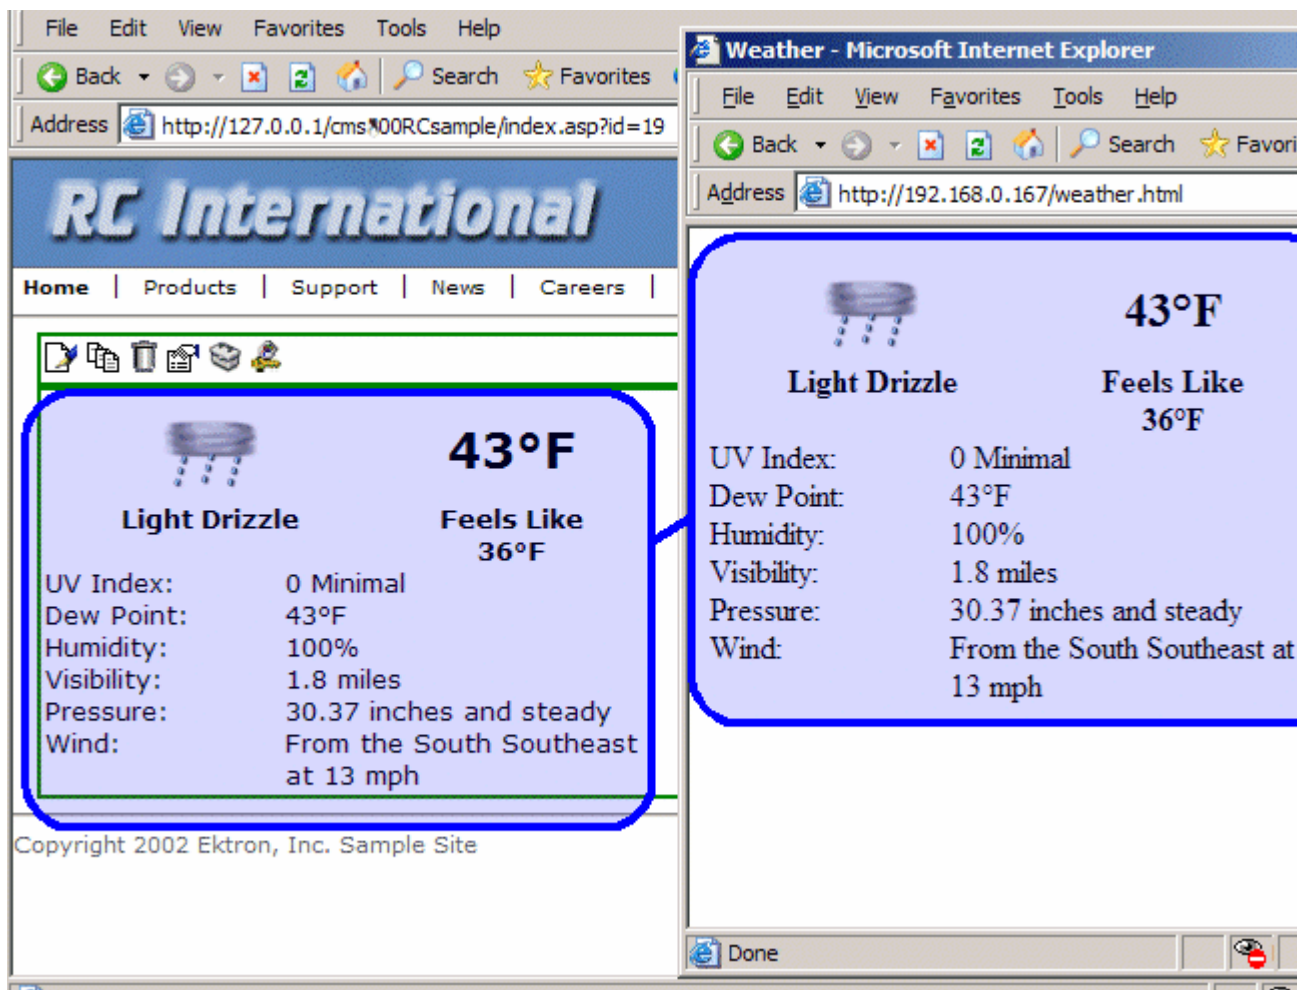 File Edit View Favorites Tools Help
Back Search Favorites
Address http://127.0.0.1/cms300RCsample/index.asp?id=19
RC International
Home | Products | Support | News | Careers |
43°F
Light Drizzle Feels Like
36°F
UV Index: 0 Minimal
Dew Point: 43°F
Humidity: 100%
Visibility: 1.8 miles
Pressure: 30.37 inches and steady
Wind: From the South Southeast
at 13 mph
Copyright 2002 Ektron, Inc. Sample Site
Weather - Microsoft Internet Explorer
File Edit View Favorites Tools Help
Back Search Favori
Address http://192.168.0.167/weather.html
43°F
Light Drizzle Feels Like
36°F
UV Index: 0 Minimal
Dew Point: 43°F
Humidity: 100%
Visibility: 1.8 miles
Pressure: 30.37 inches and steady
Wind: From the South Southeast at
13 mph
Done